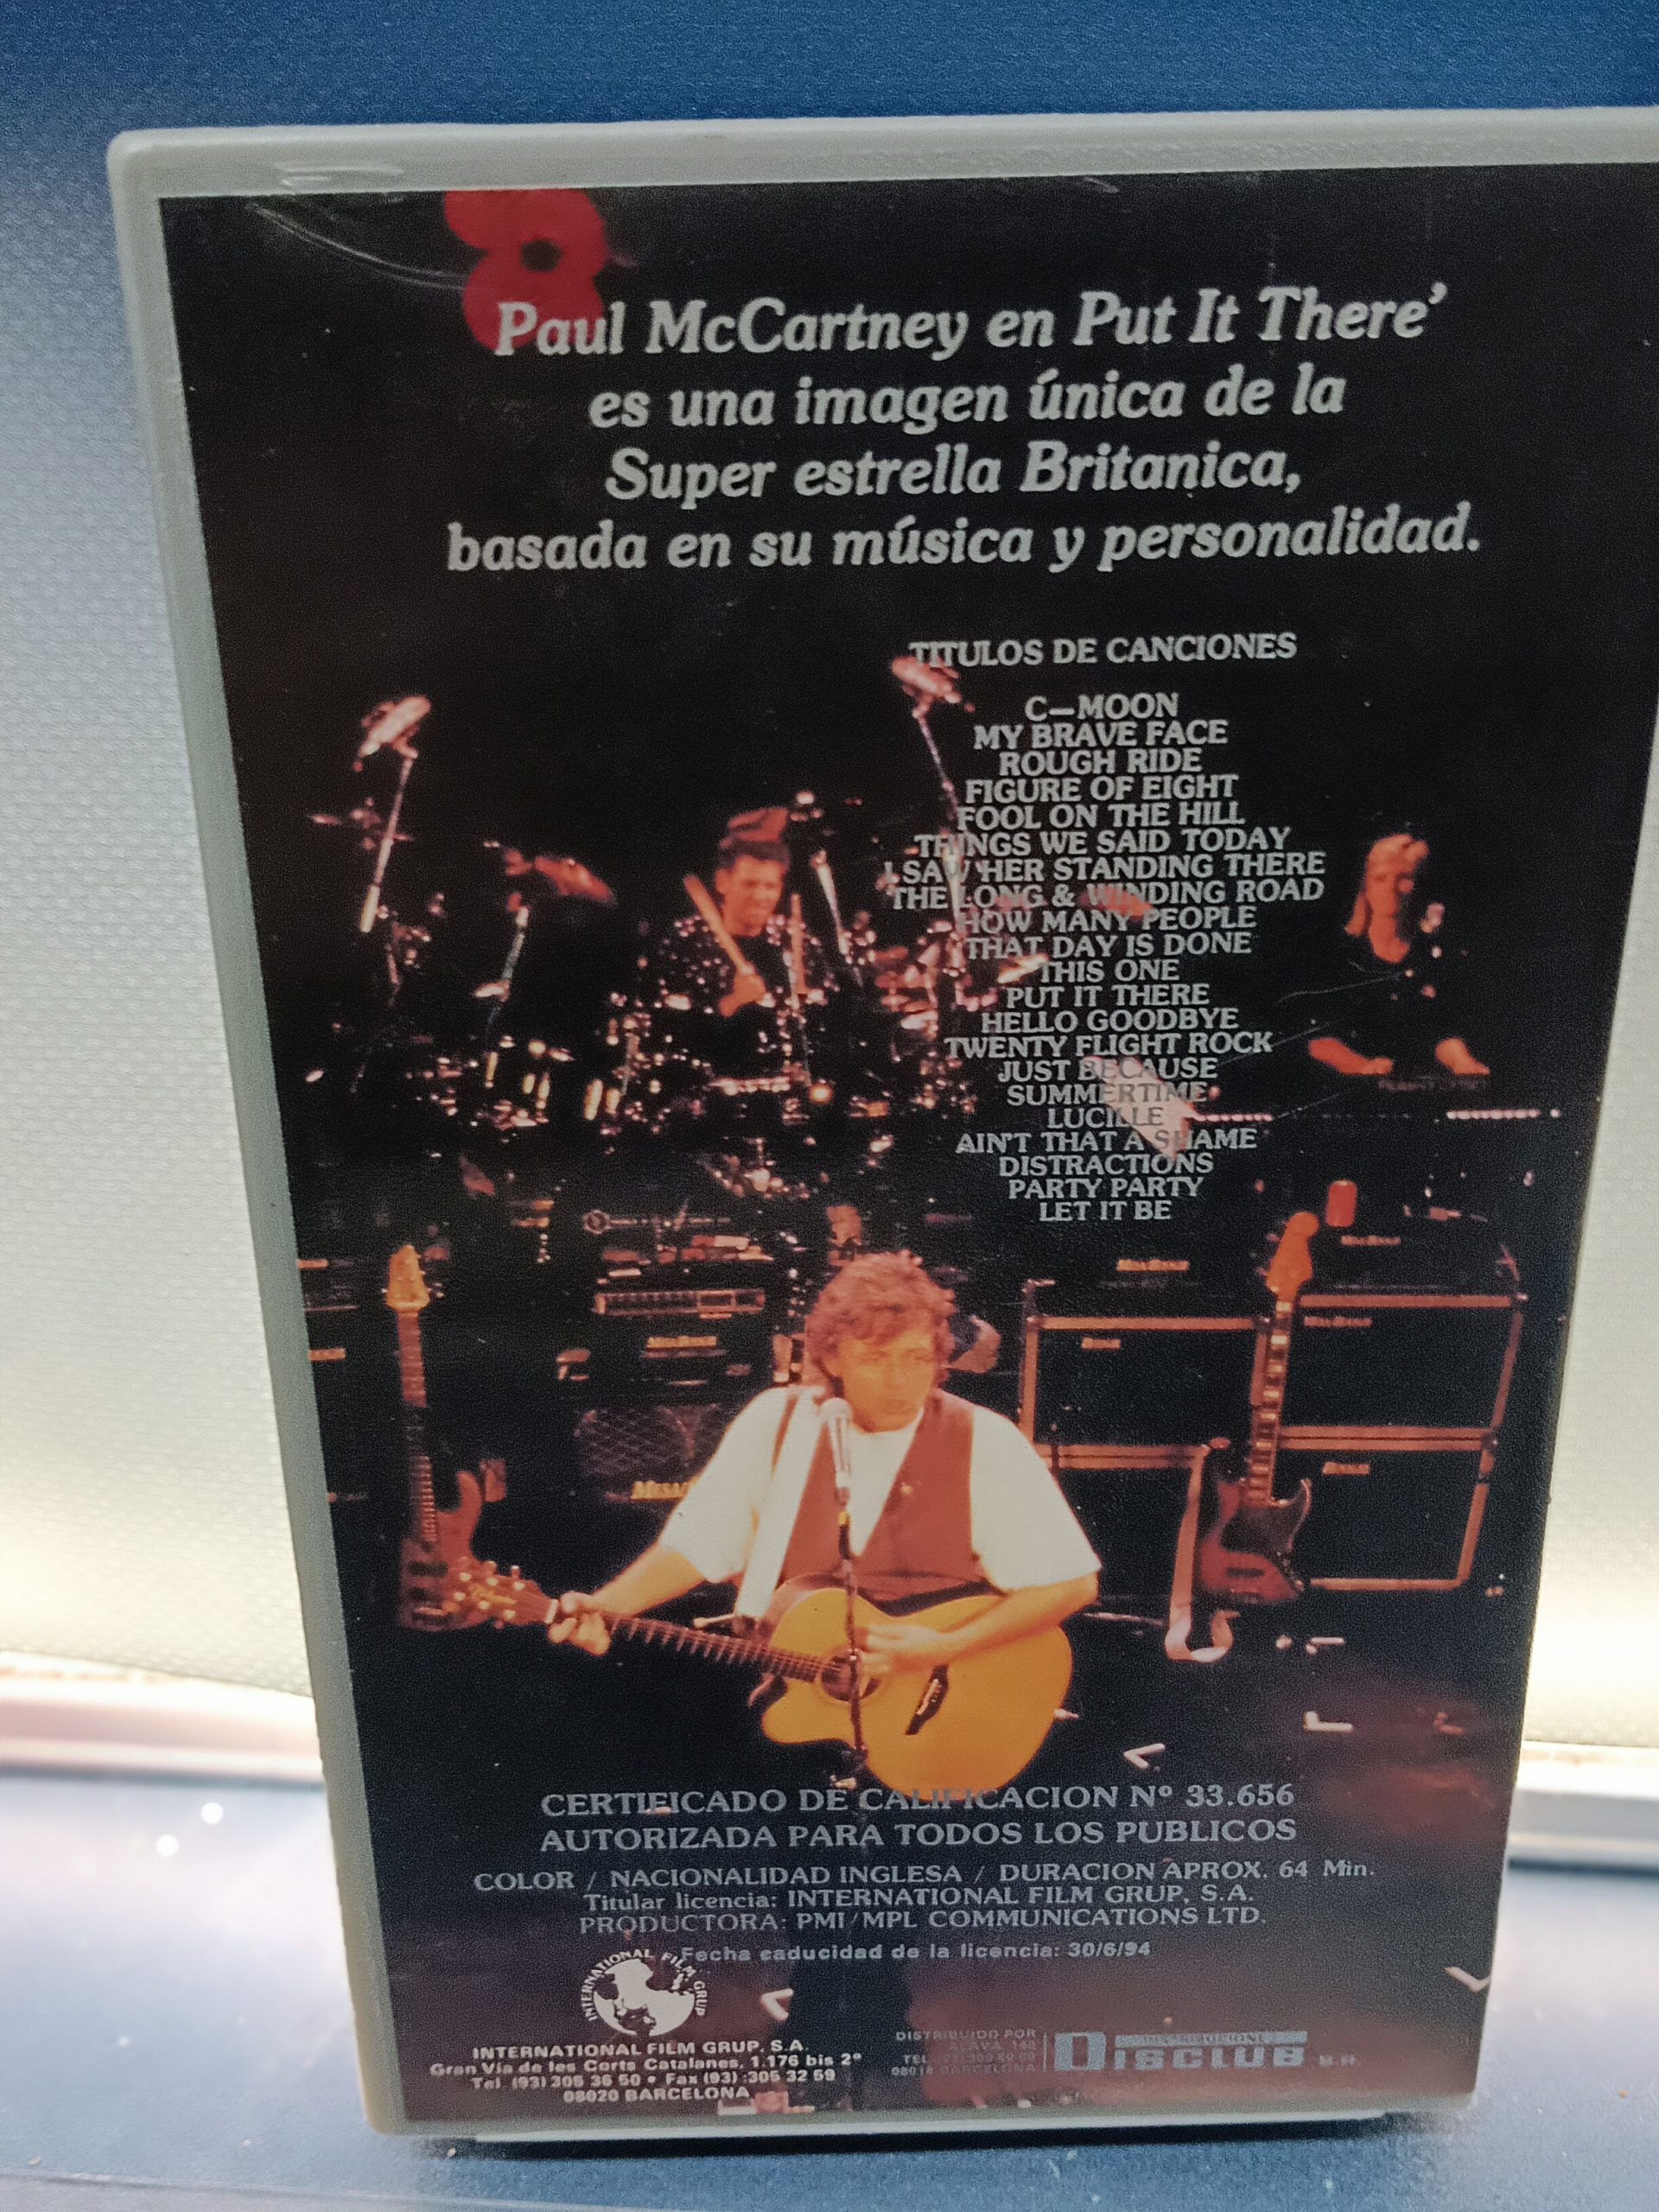 Paul McCartney en Put It There'
es una imagen única de la
Super estrella Britanica,
basada en su música y personalidad.
TITULOS DE CANCIONES
C—MOON
MY BRAVE FACE
ROUGH RIDE
FIGURE OF EIGHT
FOOL ON THE HILL
THINGS WE SAID TODAY
I SAW HER STANDING THERE
THE LONG & WINDING ROAD
HOW MANY PEOPLE
THAT DAY IS DONE
THIS ONE
PUT IT THERE
HELLO GOODBYE
TWENTY FLIGHT ROCK
JUST BECAUSE
SUMMERTIME
LUCILLE
AIN'T THAT A SHAME
DISTRACTIONS
PARTY PARTY
LET IT BE
CERTIFICADO DE CALIFICACION Nº 33.656
AUTORIZADA PARA TODOS LOS PUBLICOS
COLOR / NACIONALIDAD INGLESA / DURACION APROX. 64 Min.
Titular licencia: INTERNATIONAL FILM GRUP, S.A.
PRODUCTORA: PMI/MPL COMMUNICATIONS LTD.
Fecha caducidad de la licencia: 30/6/94
INTERNATIONAL FILM GRUP
INTERNATIONAL FILM GRUP. S.A.
Gran Vía de les Corts Catalanes, 1.176 bis 2º
Tel. (93) 305 36 50 • Fax (93) :305 32 59
08020 BARCELONA
DISTRIBUIDO POR
ALAVA, 140
TEL.
08018 BARCELONA
DISCLUB S.A.